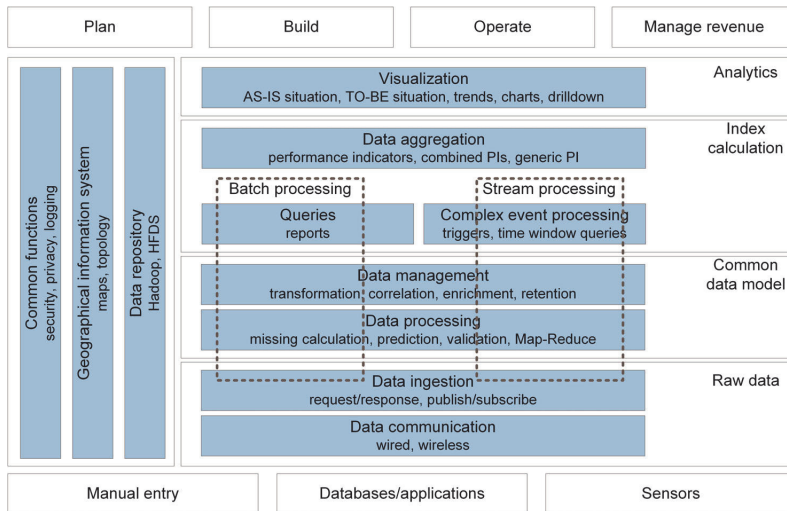 Plan
Build
Operate
Manage revenue
Common functions
security, privacy, logging
Geographical information system
maps, topology
Data repository
Hadoop, HFDS
Visualization
AS-IS situation, TO-BE situation, trends, charts, drilldown
Analytics
Data aggregation
performance indicators, combined PIs, generic PI
Index
calculation
Batch processing
Stream processing
Queries
reports
Complex event processing
triggers, time window queries
Data management
transformation, correlation, enrichment, retention
Common
data model
Data processing
missing calculation, prediction, validation, Map-Reduce
Data ingestion
request/response, publish/subscribe
Raw data
Data communication
wired, wireless
Manual entry
Databases/applications
Sensors